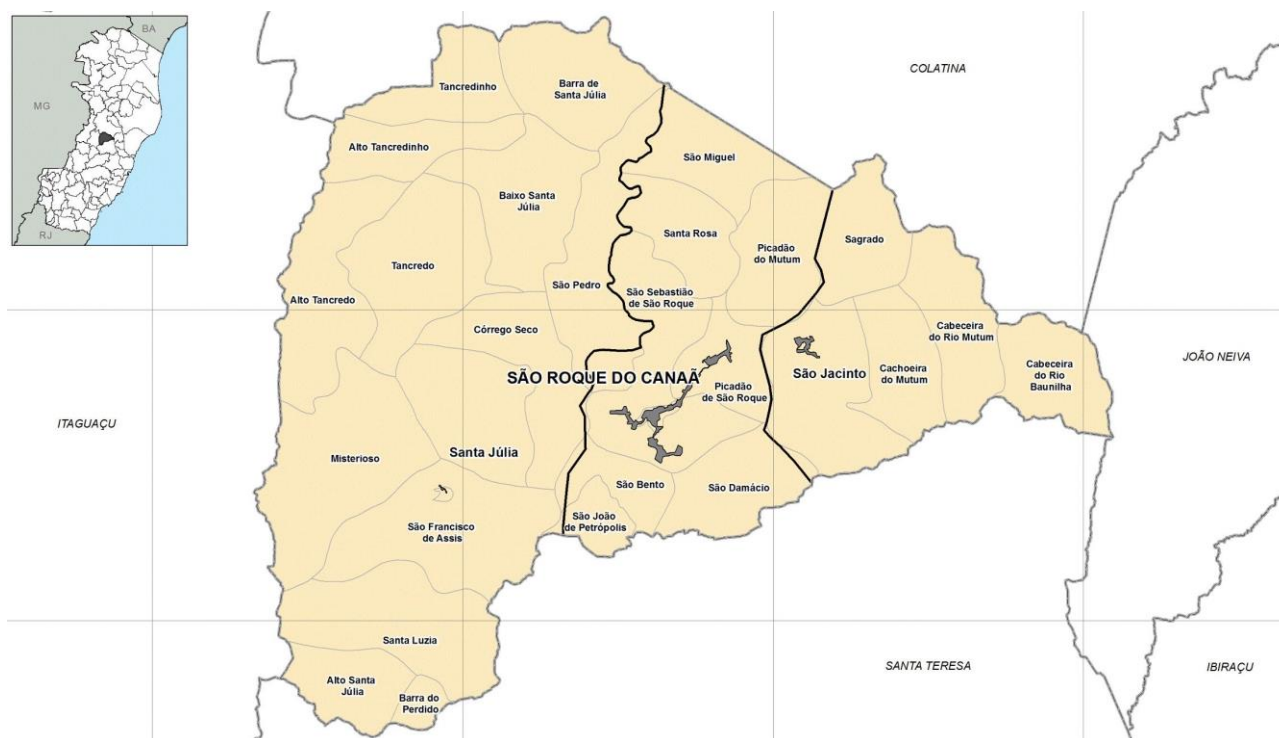 BA
MG
RJ
COLATINA
Tancredinho
Barra de
Santa Júlia
Alto Tancredinho
São Miguel
Baixo Santa
Júlia
Santa Rosa
Picadão
do Mutum
Sagrado
Tancredo
São Pedro
Alto Tancredo
São Sebastião
de São Roque
Córrego Seco
Cabeceira
do Rio Mutum
JOÃO NEIVA
SÃO ROQUE DO CANAÃ
São Jacinto
Cachoeira
do Mutum
Cabeceira
do Rio
Baunilha
Picadão
de São Roque
ITAGUAÇU
Misterioso
Santa Júlia
São Bento
São Damácio
São Francisco
de Assis
São João
de Petrópolis
Santa Luzia
SANTA TERESA
IBIRAÇU
Alto Santa
Júlia
Barra do
Perdido